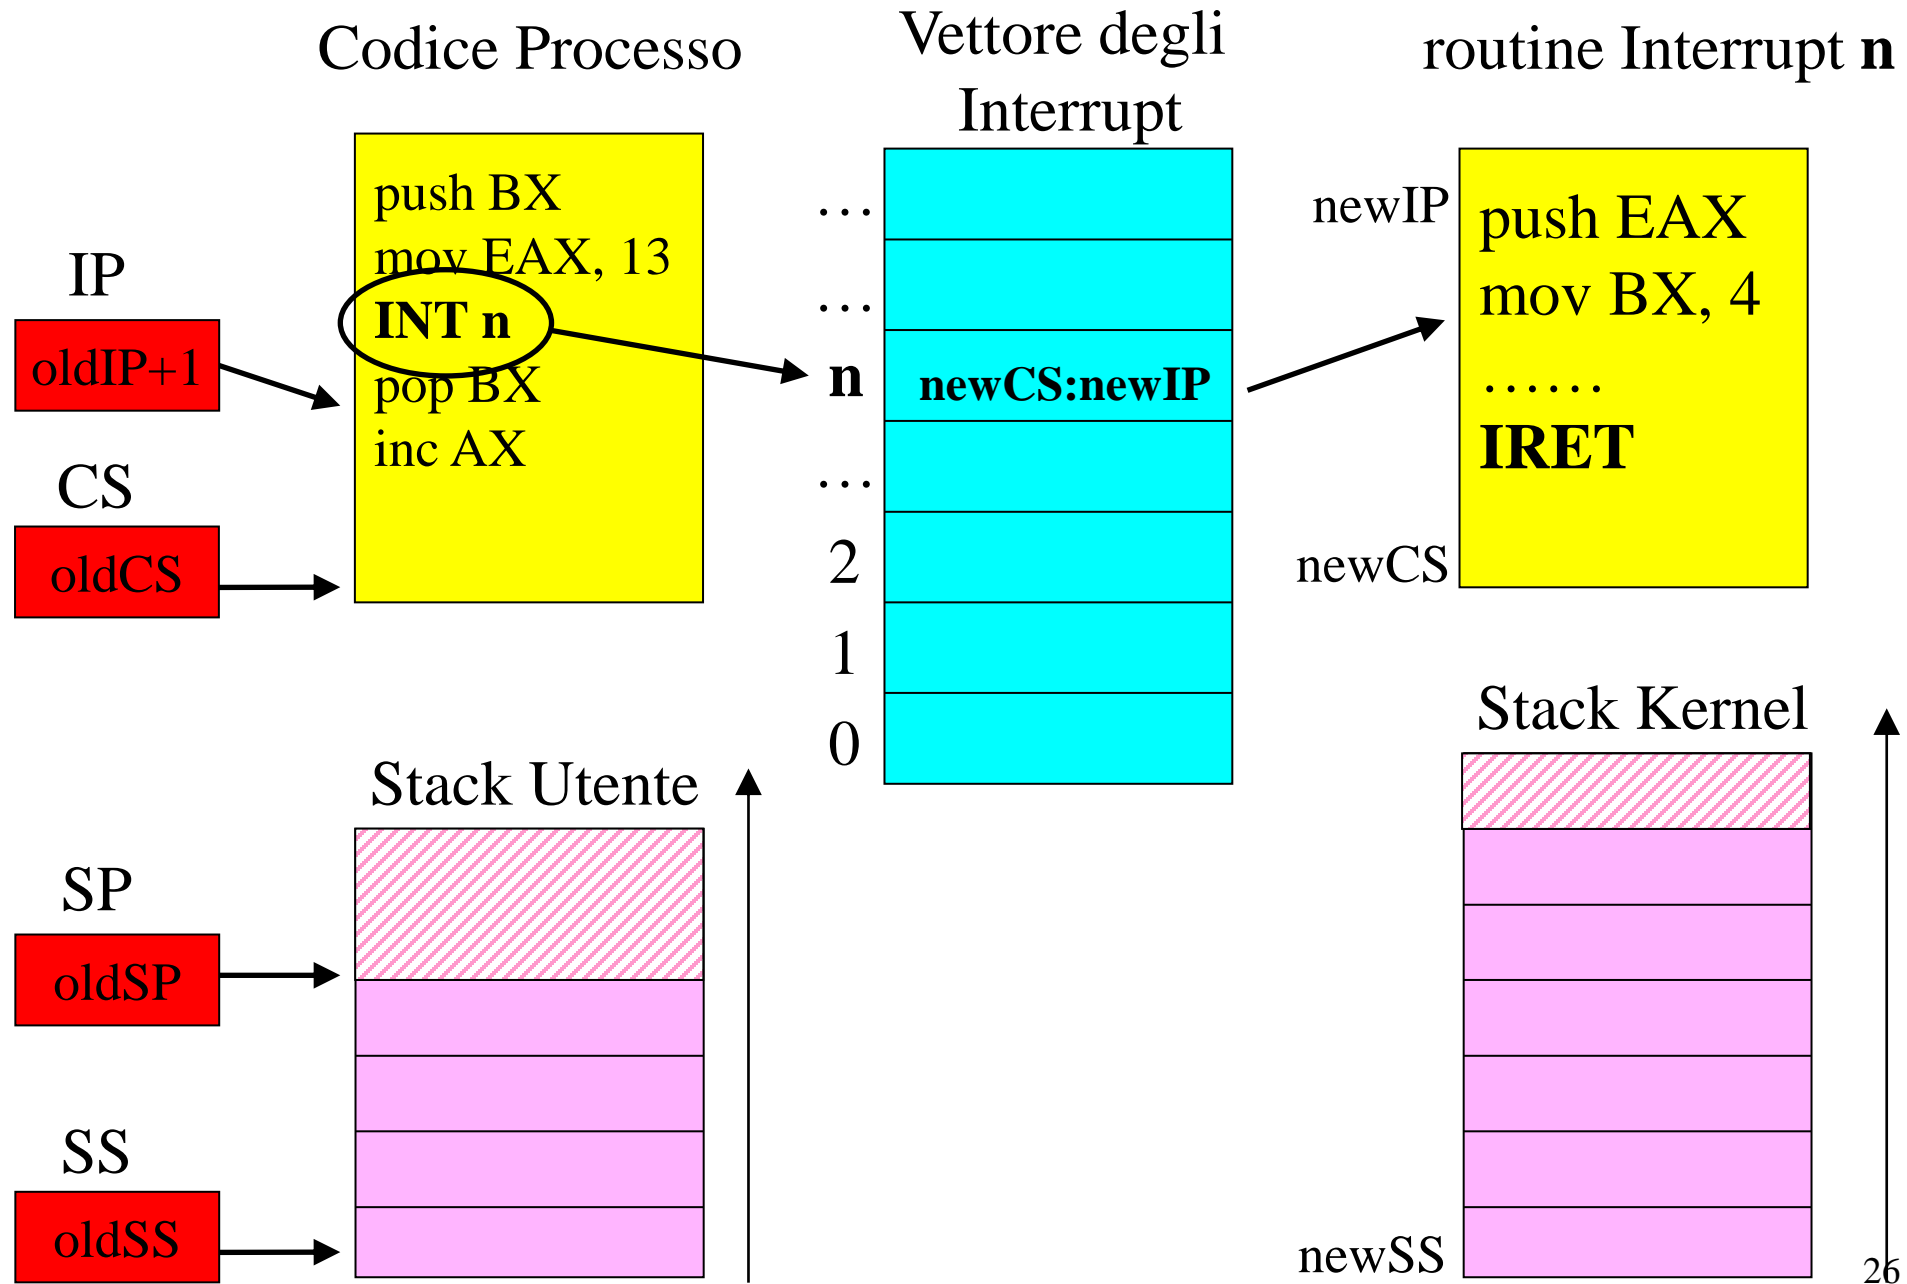 Codice Processo
Vettore degli
Interrupt
routine Interrupt n
push BX
mov EAX, 13
INT n
pop BX
inc AX
IP
oldIP+1
CS
oldCS
…
…
n
newCS:newIP
…
2
1
0
newIP
push EAX
mov BX, 4
……
IRET
newCS
Stack Utente
SP
oldSP
SS
oldSS
Stack Kernel
newSS
26